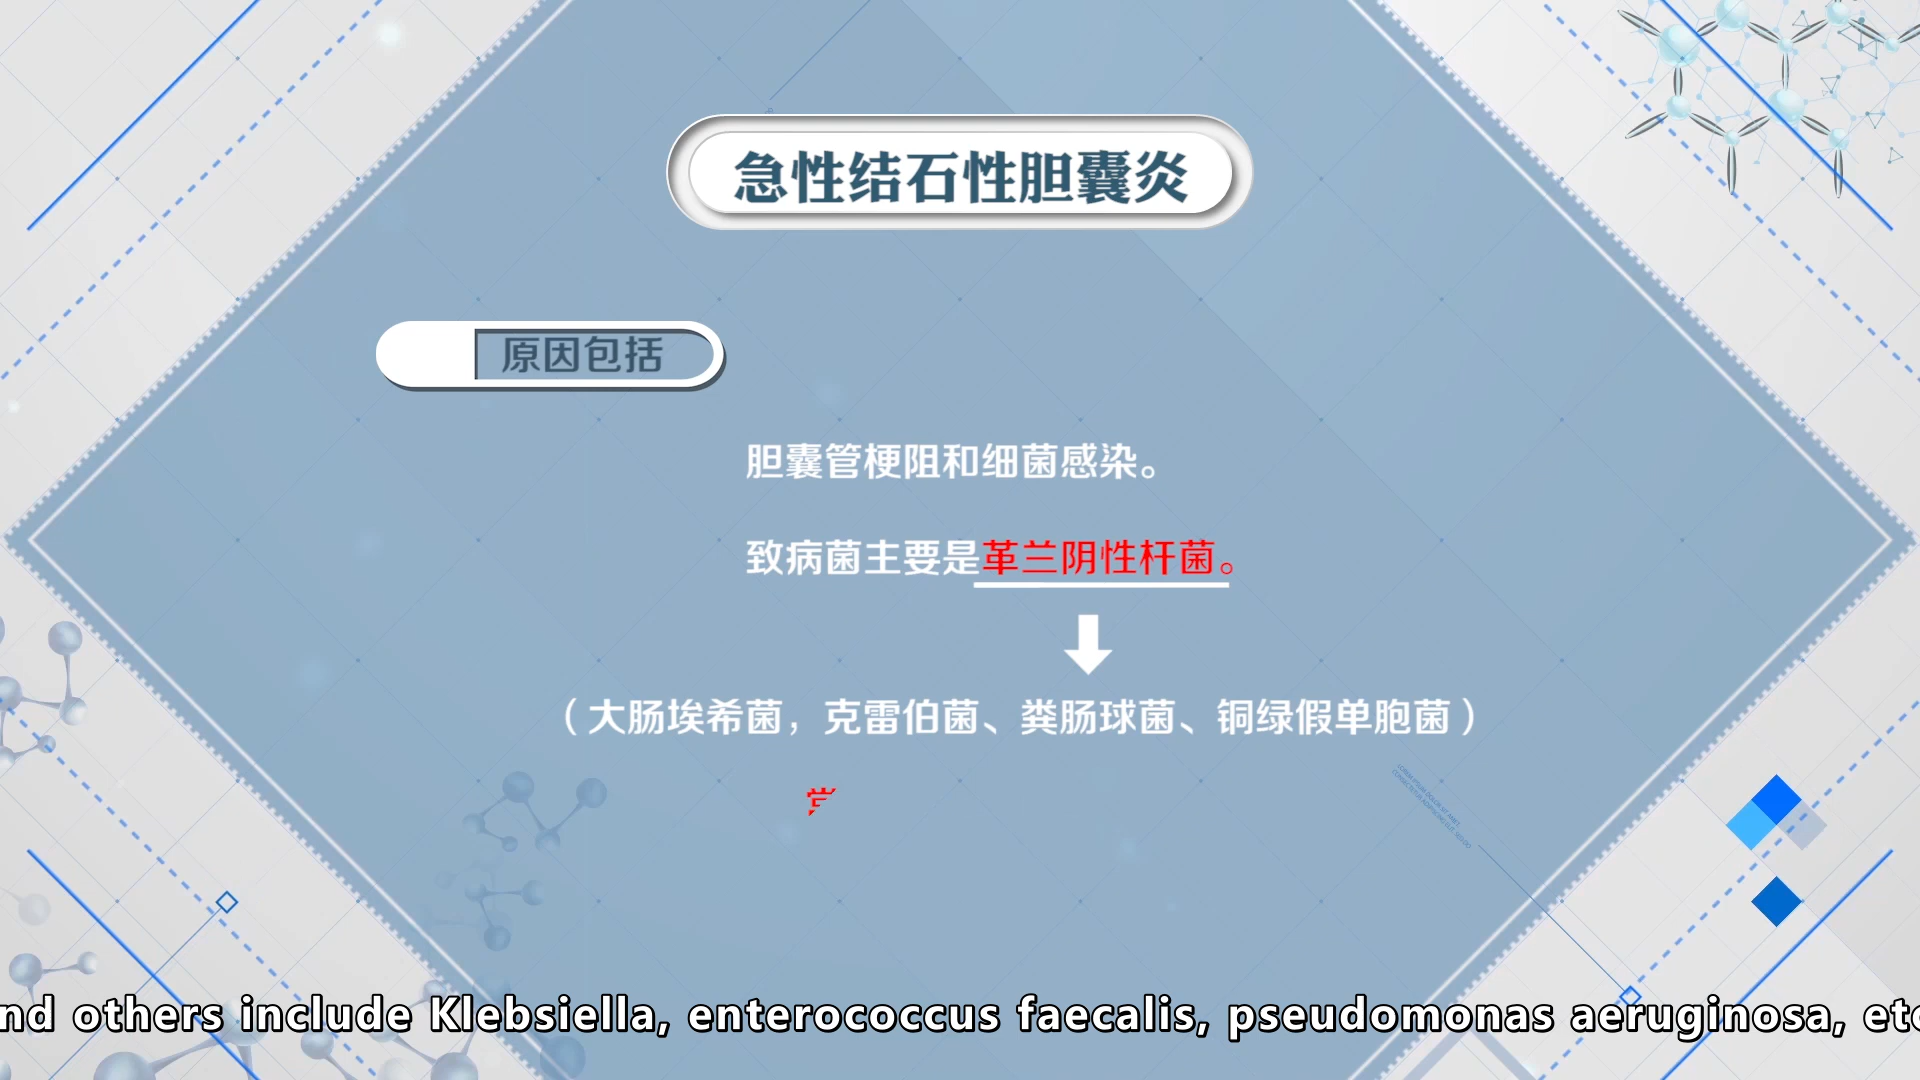 急性结石性胆囊炎
原因包括
胆囊管梗阻和细菌感染。
致病菌主要是革兰阴性杆菌。
（大肠埃希菌，克雷伯菌、粪肠球菌、铜绿假单胞菌）
others include Klebsiella, enterococcus faecalis, pseudomonas aeruginosa,